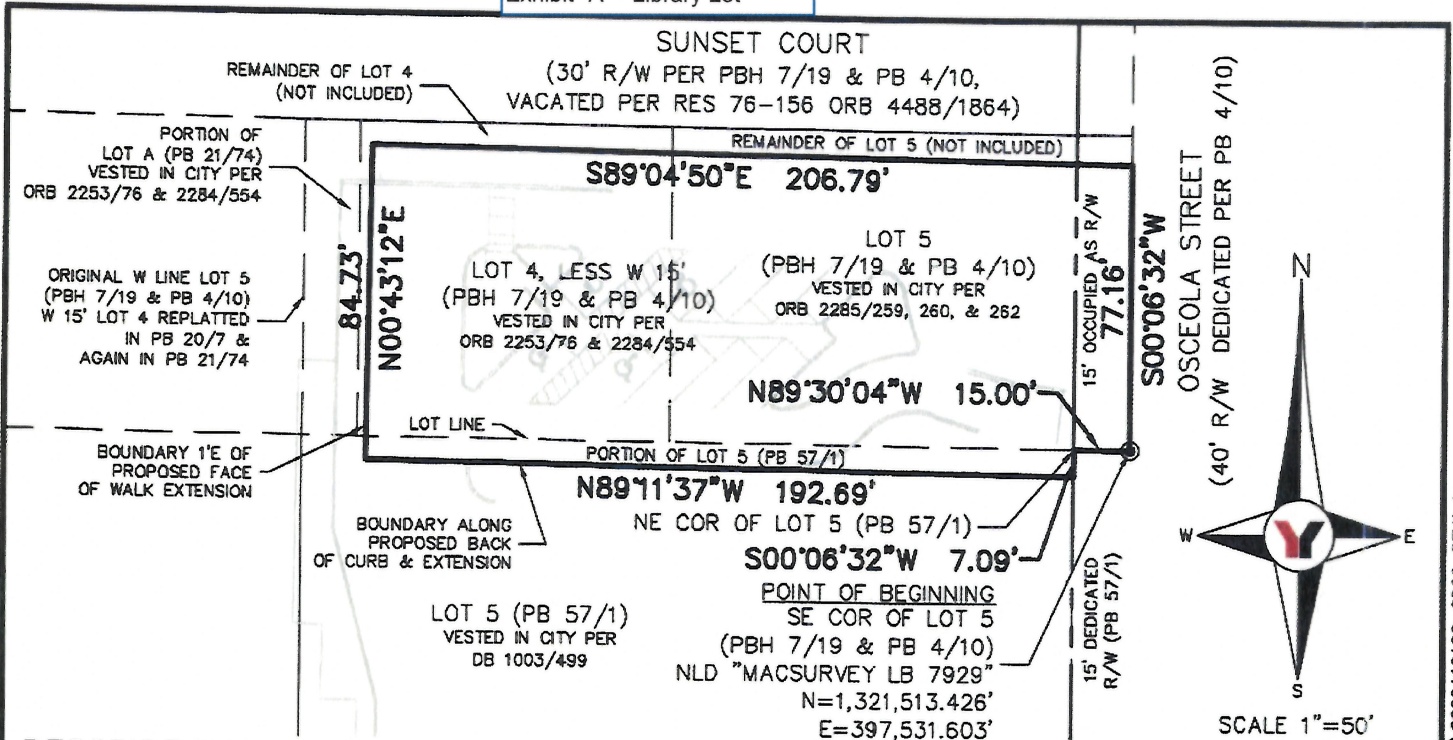 Exhibit "A" - Library Lot
SUNSET COURT
(30' R/W PER PBH 7/19 & PB 4/10,
VACATED PER RES 76-156 ORB 4488/1864)
REMAINDER OF LOT 4
(NOT INCLUDED)
REMAINDER OF LOT 5 (NOT INCLUDED)
PORTION OF
LOT A (PB 21/74)
VESTED IN CITY PER
ORB 2253/76 & 2284/554
S89°04'50"E 206.79'
N00°43'12"E
84.73'
LOT 4, LESS W 15'
(PBH 7/19 & PB 4/10)
VESTED IN CITY PER
ORB 2253/76 & 2284/554
LOT 5
(PBH 7/19 & PB 4/10)
VESTED IN CITY PER
ORB 2285/259, 260, & 262
15' OCCUPIED AS R/W
77.16'
S00°06'32"W
OSCEOLA STREET
(40' R/W DEDICATED PER PB 4/10)
ORIGINAL W LINE LOT 5
(PBH 7/19 & PB 4/10)
W 15' LOT 4 REPLATTED
IN PB 20/7 &
AGAIN IN PB 21/74
N89°30'04"W 15.00'
LOT LINE
PORTION OF LOT 5 (PB 57/1)
BOUNDARY 1'E OF
PROPOSED FACE
OF WALK EXTENSION
N89°11'37"W 192.69'
NE COR OF LOT 5 (PB 57/1)
BOUNDARY ALONG
PROPOSED BACK
OF CURB & EXTENSION
S00°06'32"W 7.09'
POINT OF BEGINNING
SE COR OF LOT 5
(PBH 7/19 & PB 4/10)
NLD "MACSURVEY LB 7929"
N=1,321,513.426'
E=397,531.603'
LOT 5 (PB 57/1)
VESTED IN CITY PER
DB 1003/499
15' DEDICATED
R/W (PB 57/1)
N
W
E
S
SCALE 1"=50'